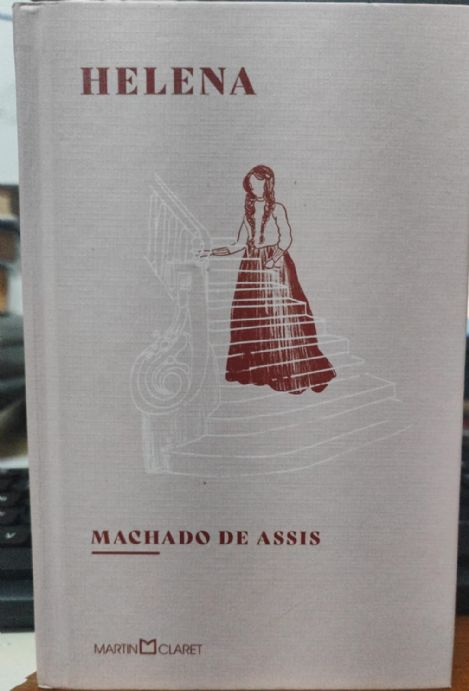 HELENA
MACHADO DE ASSIS
MARTIN CLARET